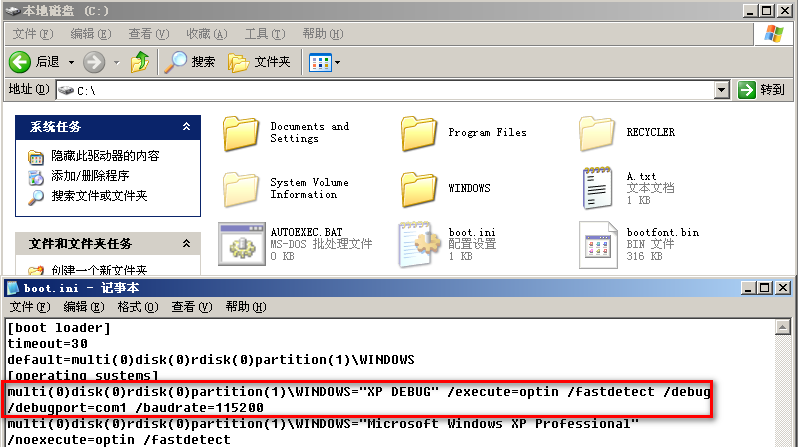 本地磁盘 (C:)
文件(F) 编辑(E) 查看(V) 收藏(A) 工具(T) 帮助(H)
后退 搜索 文件夹
地址(D) C:\ 转到
系统任务
隐藏此驱动器的内容
添加/删除程序
搜索文件或文件夹
文件和文件夹任务
创建一个新文件夹
Documents and
Settings
Program Files
RECYCLER
System Volume
Information
WINDOWS
A.txt
文本文档
1 KB
AUTOEXEC.BAT
MS-DOS 批处理文件
0 KB
boot.ini
配置设置
1 KB
bootfont.bin
BIN 文件
316 KB
boot.ini - 记事本
文件(F) 编辑(E) 格式(O) 查看(V) 帮助(H)
[boot loader]
timeout=30
default=multi(0)disk(0)rdisk(0)partition(1)\WINDOWS
[operating systems]
multi(0)disk(0)rdisk(0)partition(1)\WINDOWS="XP DEBUG" /execute=optin /fastdetect /debug
/debugport=com1 /baudrate=115200
multi(0)disk(0)rdisk(0)partition(1)\WINDOWS="Microsoft Windows XP Professional"
/noexecute=optin /fastdetect